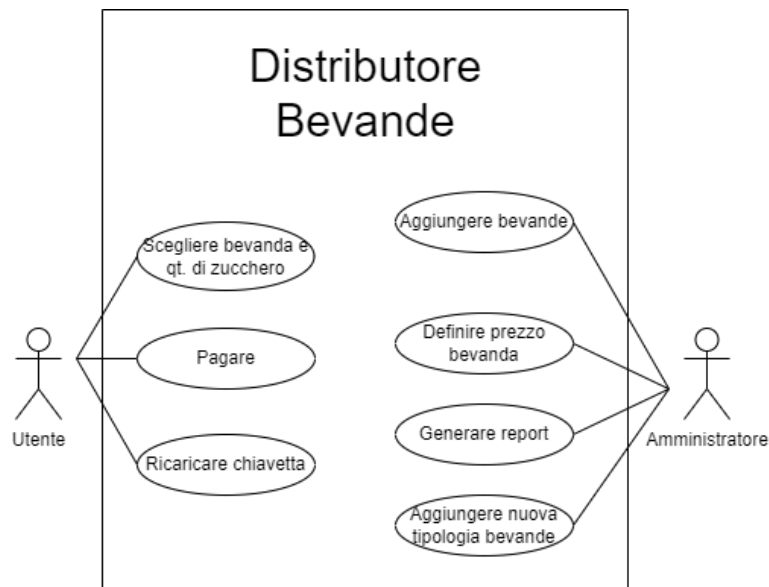 Distributore
Bevande
Scegliere bevanda e
qt. di zucchero
Pagare
Ricaricare chiavetta
Utente
Aggiungere bevande
Definire prezzo
bevanda
Generare report
Aggiungere nuova
tipologia bevande
Amministratore